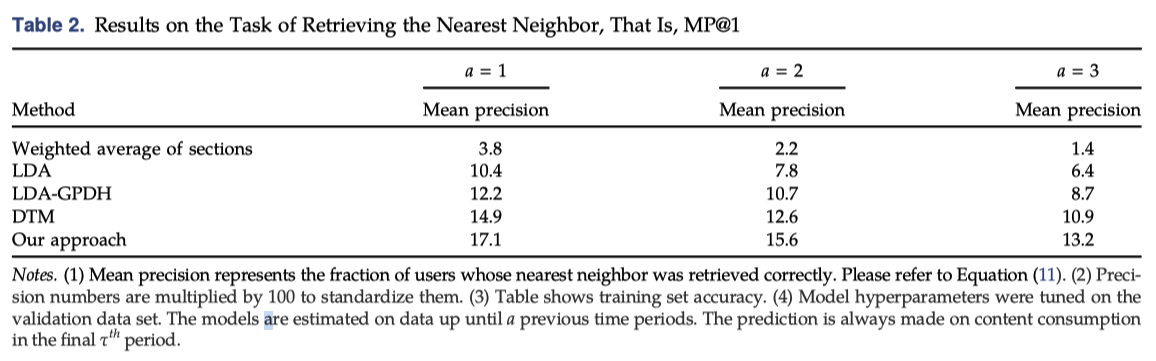 Table 2. Results on the Task of Retrieving the Nearest Neighbor, That Is, MP@1
a = 1 a = 2 a = 3
Method Mean precision Mean precision Mean precision
Weighted average of sections 3.8 2.2 1.4
LDA 10.4 7.8 6.4
LDA-GPDH 12.2 10.7 8.7
DTM 14.9 12.6 10.9
Our approach 17.1 15.6 13.2
Notes. (1) Mean precision represents the fraction of users whose nearest neighbor was retrieved correctly. Please refer to Equation (11). (2) Preci-
sion numbers are multiplied by 100 to standardize them. (3) Table shows training set accuracy. (4) Model hyperparameters were tuned on the
validation data set. The models are estimated on data up until a previous time periods. The prediction is always made on content consumption
in the final τth period.